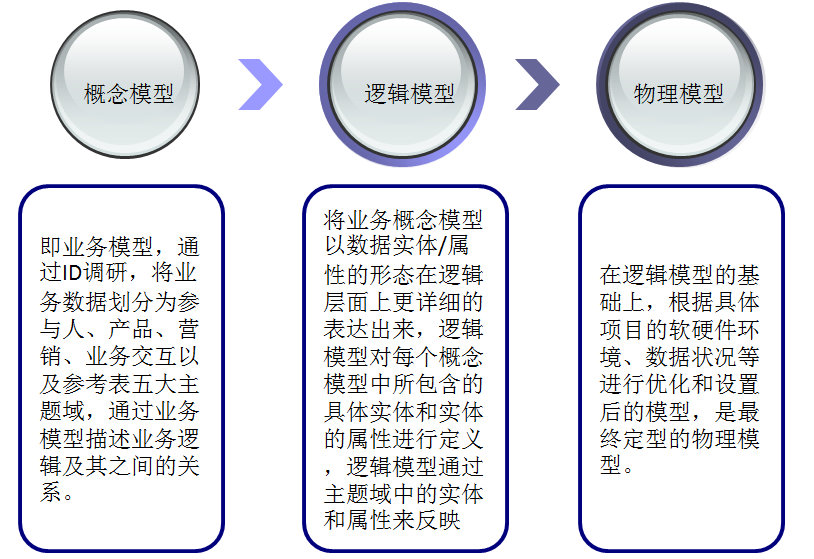 概念模型
逻辑模型
物理模型
即业务模型，通
过ID调研，将业
务数据划分为参
与人、产品、营
销、业务交互以
及参考表五大主
题域，通过业务
模型描述业务逻
辑及其之间的关
系。
将业务概念模型
以数据实体/属
性的形态在逻辑
层面上更详细的
表达出来，逻辑
模型对每个概念
模型中所包含的
具体实体和实体
的属性进行定义
，逻辑模型通过
主题域中的实体
和属性来反映
在逻辑模型的基
础上，根据具体
项目的软硬件环
境、数据状况等
进行优化和设置
后的模型，是最
终定型的物理模
型。